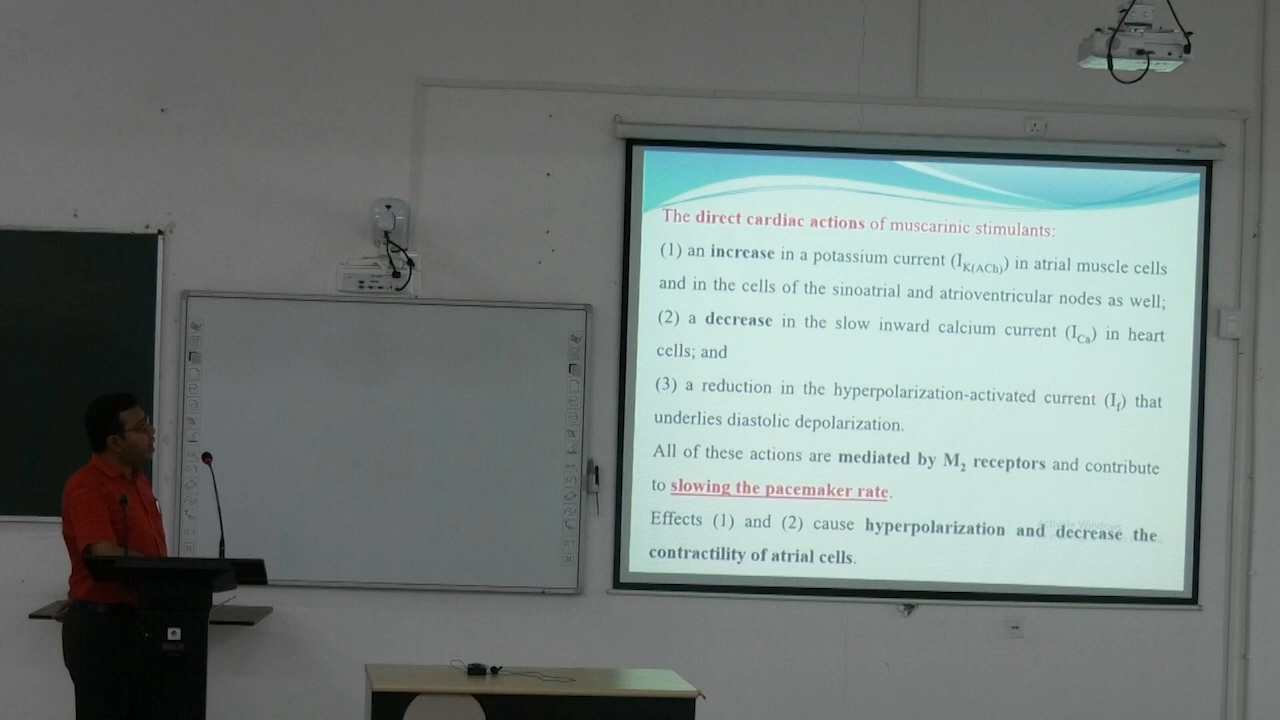 The direct cardiac actions of muscarinic stimulants:
(1) an increase in a potassium current (IK(ACh)) in atrial muscle cells
and in the cells of the sinoatrial and atrioventricular nodes as well;
(2) a decrease in the slow inward calcium current (ICa) in heart
cells; and
(3) a reduction in the hyperpolarization-activated current (If) that
underlies diastolic depolarization.
All of these actions are mediated by M2 receptors and contribute
to slowing the pacemaker rate.
Activate Windows
Effects (1) and (2) cause hyperpolarization and decrease the
contractility of atrial cells.